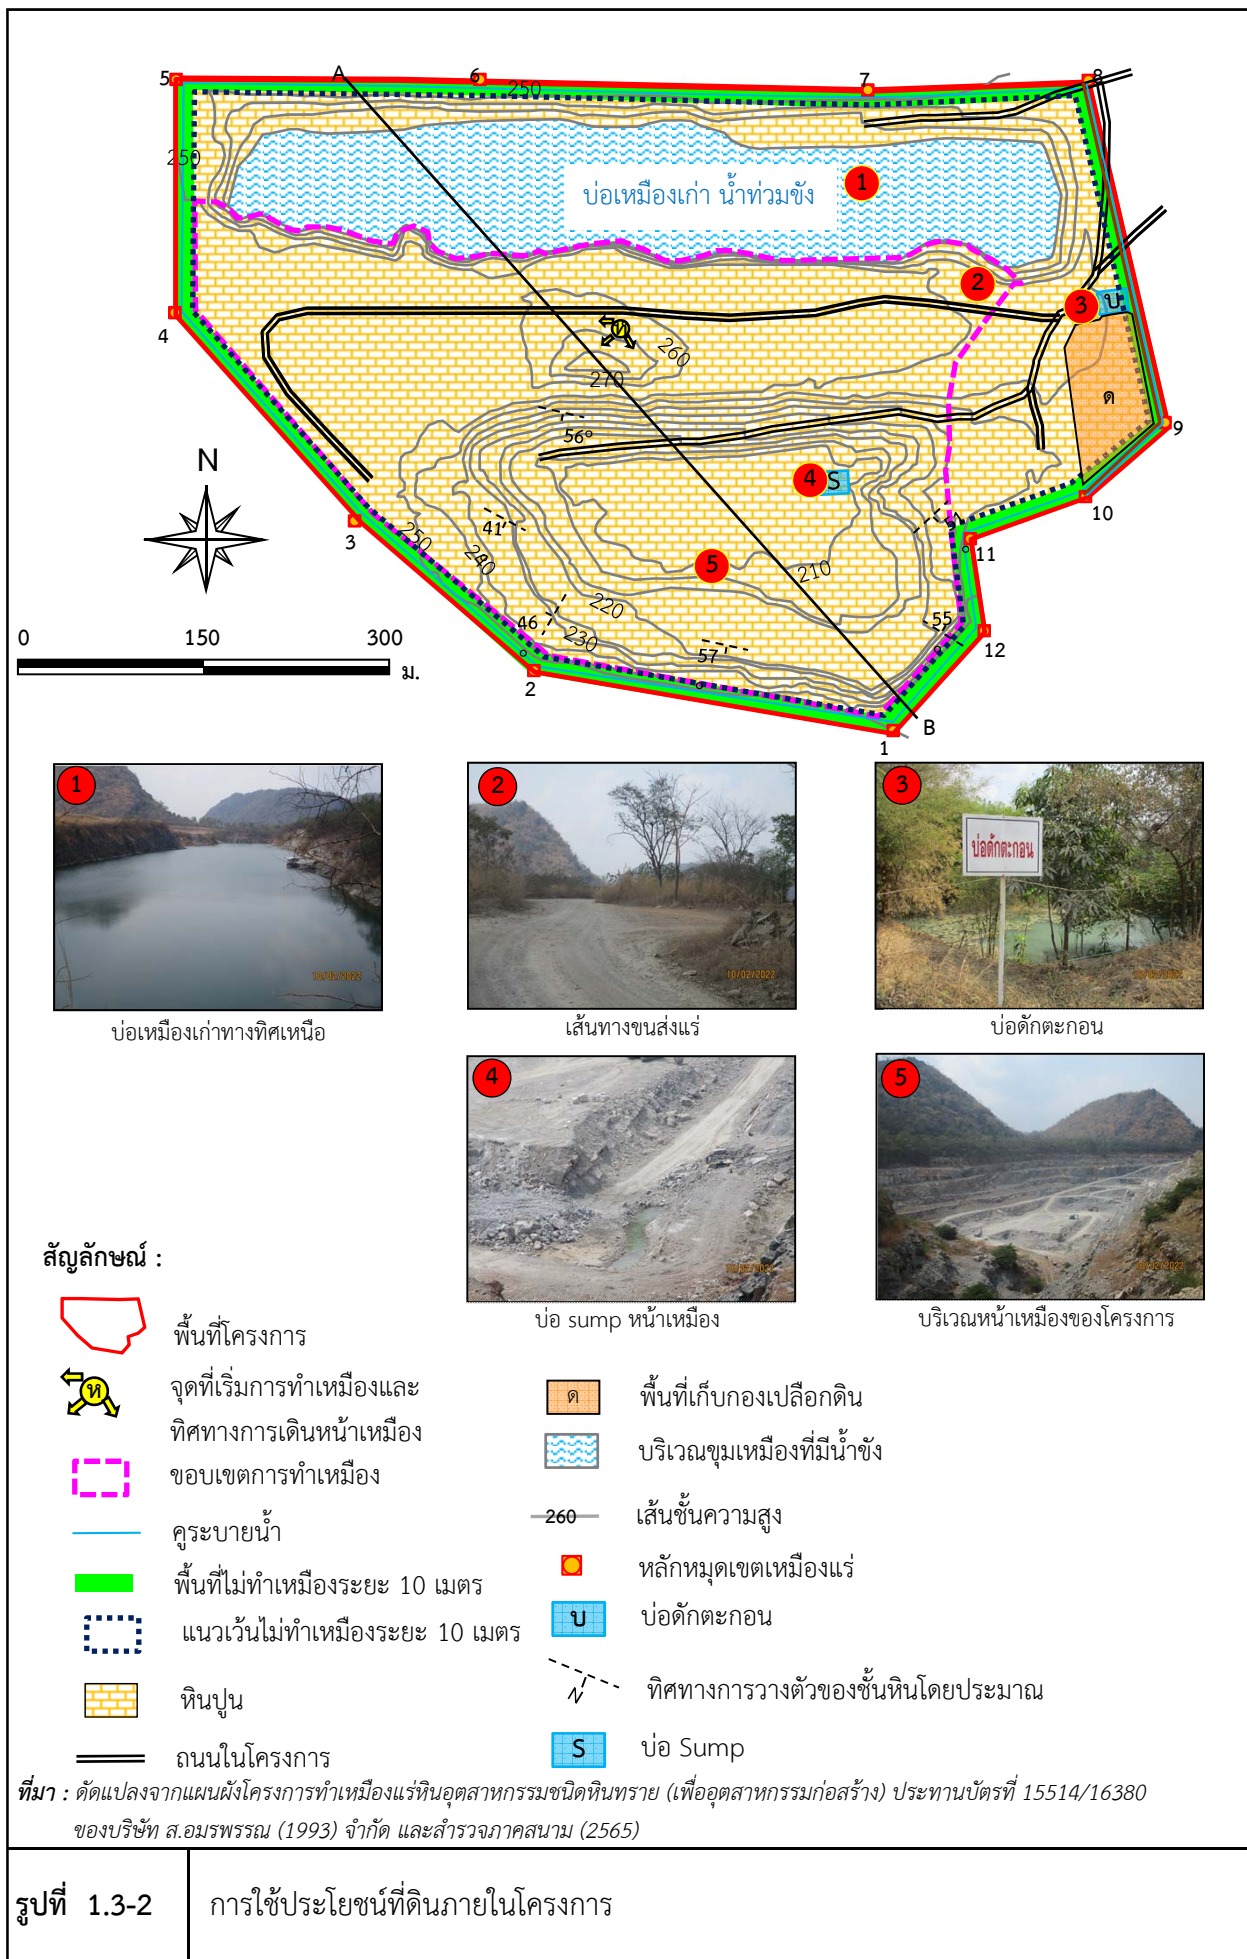 5
A
6
7
8
250
250
บ่อเหมืองเก่า น้ำท่วมขัง
1
2
3
บ
4
ห
260
270
ด
9
56°
N
4
S
10
3
41
250
240
5
210
11
220
46
230
55
12
57
0 150 300
ม.
2
1
B
1
2
3
บ่อดักตะกอน
10/02/2022
10/02/2022
10/02/2022
บ่อเหมืองเก่าทางทิศเหนือ
เส้นทางขนส่งแร่
บ่อดักตะกอน
4
5
10/02/2022
10/02/2022
บ่อ sump หน้าเหมือง
บริเวณหน้าเหมืองของโครงการ
สัญลักษณ์ :
พื้นที่โครงการ
ห
จุดที่เริ่มการทำเหมืองและ
ทิศทางการเดินหน้าเหมือง
ขอบเขตการทำเหมือง
คูระบายน้ำ
พื้นที่ไม่ทำเหมืองระยะ 10 เมตร
แนวเว้นไม่ทำเหมืองระยะ 10 เมตร
หินปูน
ถนนในโครงการ
ด พื้นที่เก็บกองเปลือกดิน
บริเวณขุมเหมืองที่มีน้ำขัง
260 เส้นชั้นความสูง
หลักหมุดเขตเหมืองแร่
บ บ่อดักตะกอน
N ทิศทางการวางตัวของชั้นหินโดยประมาณ
S บ่อ Sump
ที่มา : ดัดแปลงจากแผนผังโครงการทำเหมืองแร่หินอุตสาหกรรมชนิดหินทราย (เพื่ออุตสาหกรรมก่อสร้าง) ประทานบัตรที่ 15514/16380
ของบริษัท ส.อมรพรรณ (1993) จำกัด และสำรวจภาคสนาม (2565)
รูปที่ 1.3-2 การใช้ประโยชน์ที่ดินภายในโครงการ